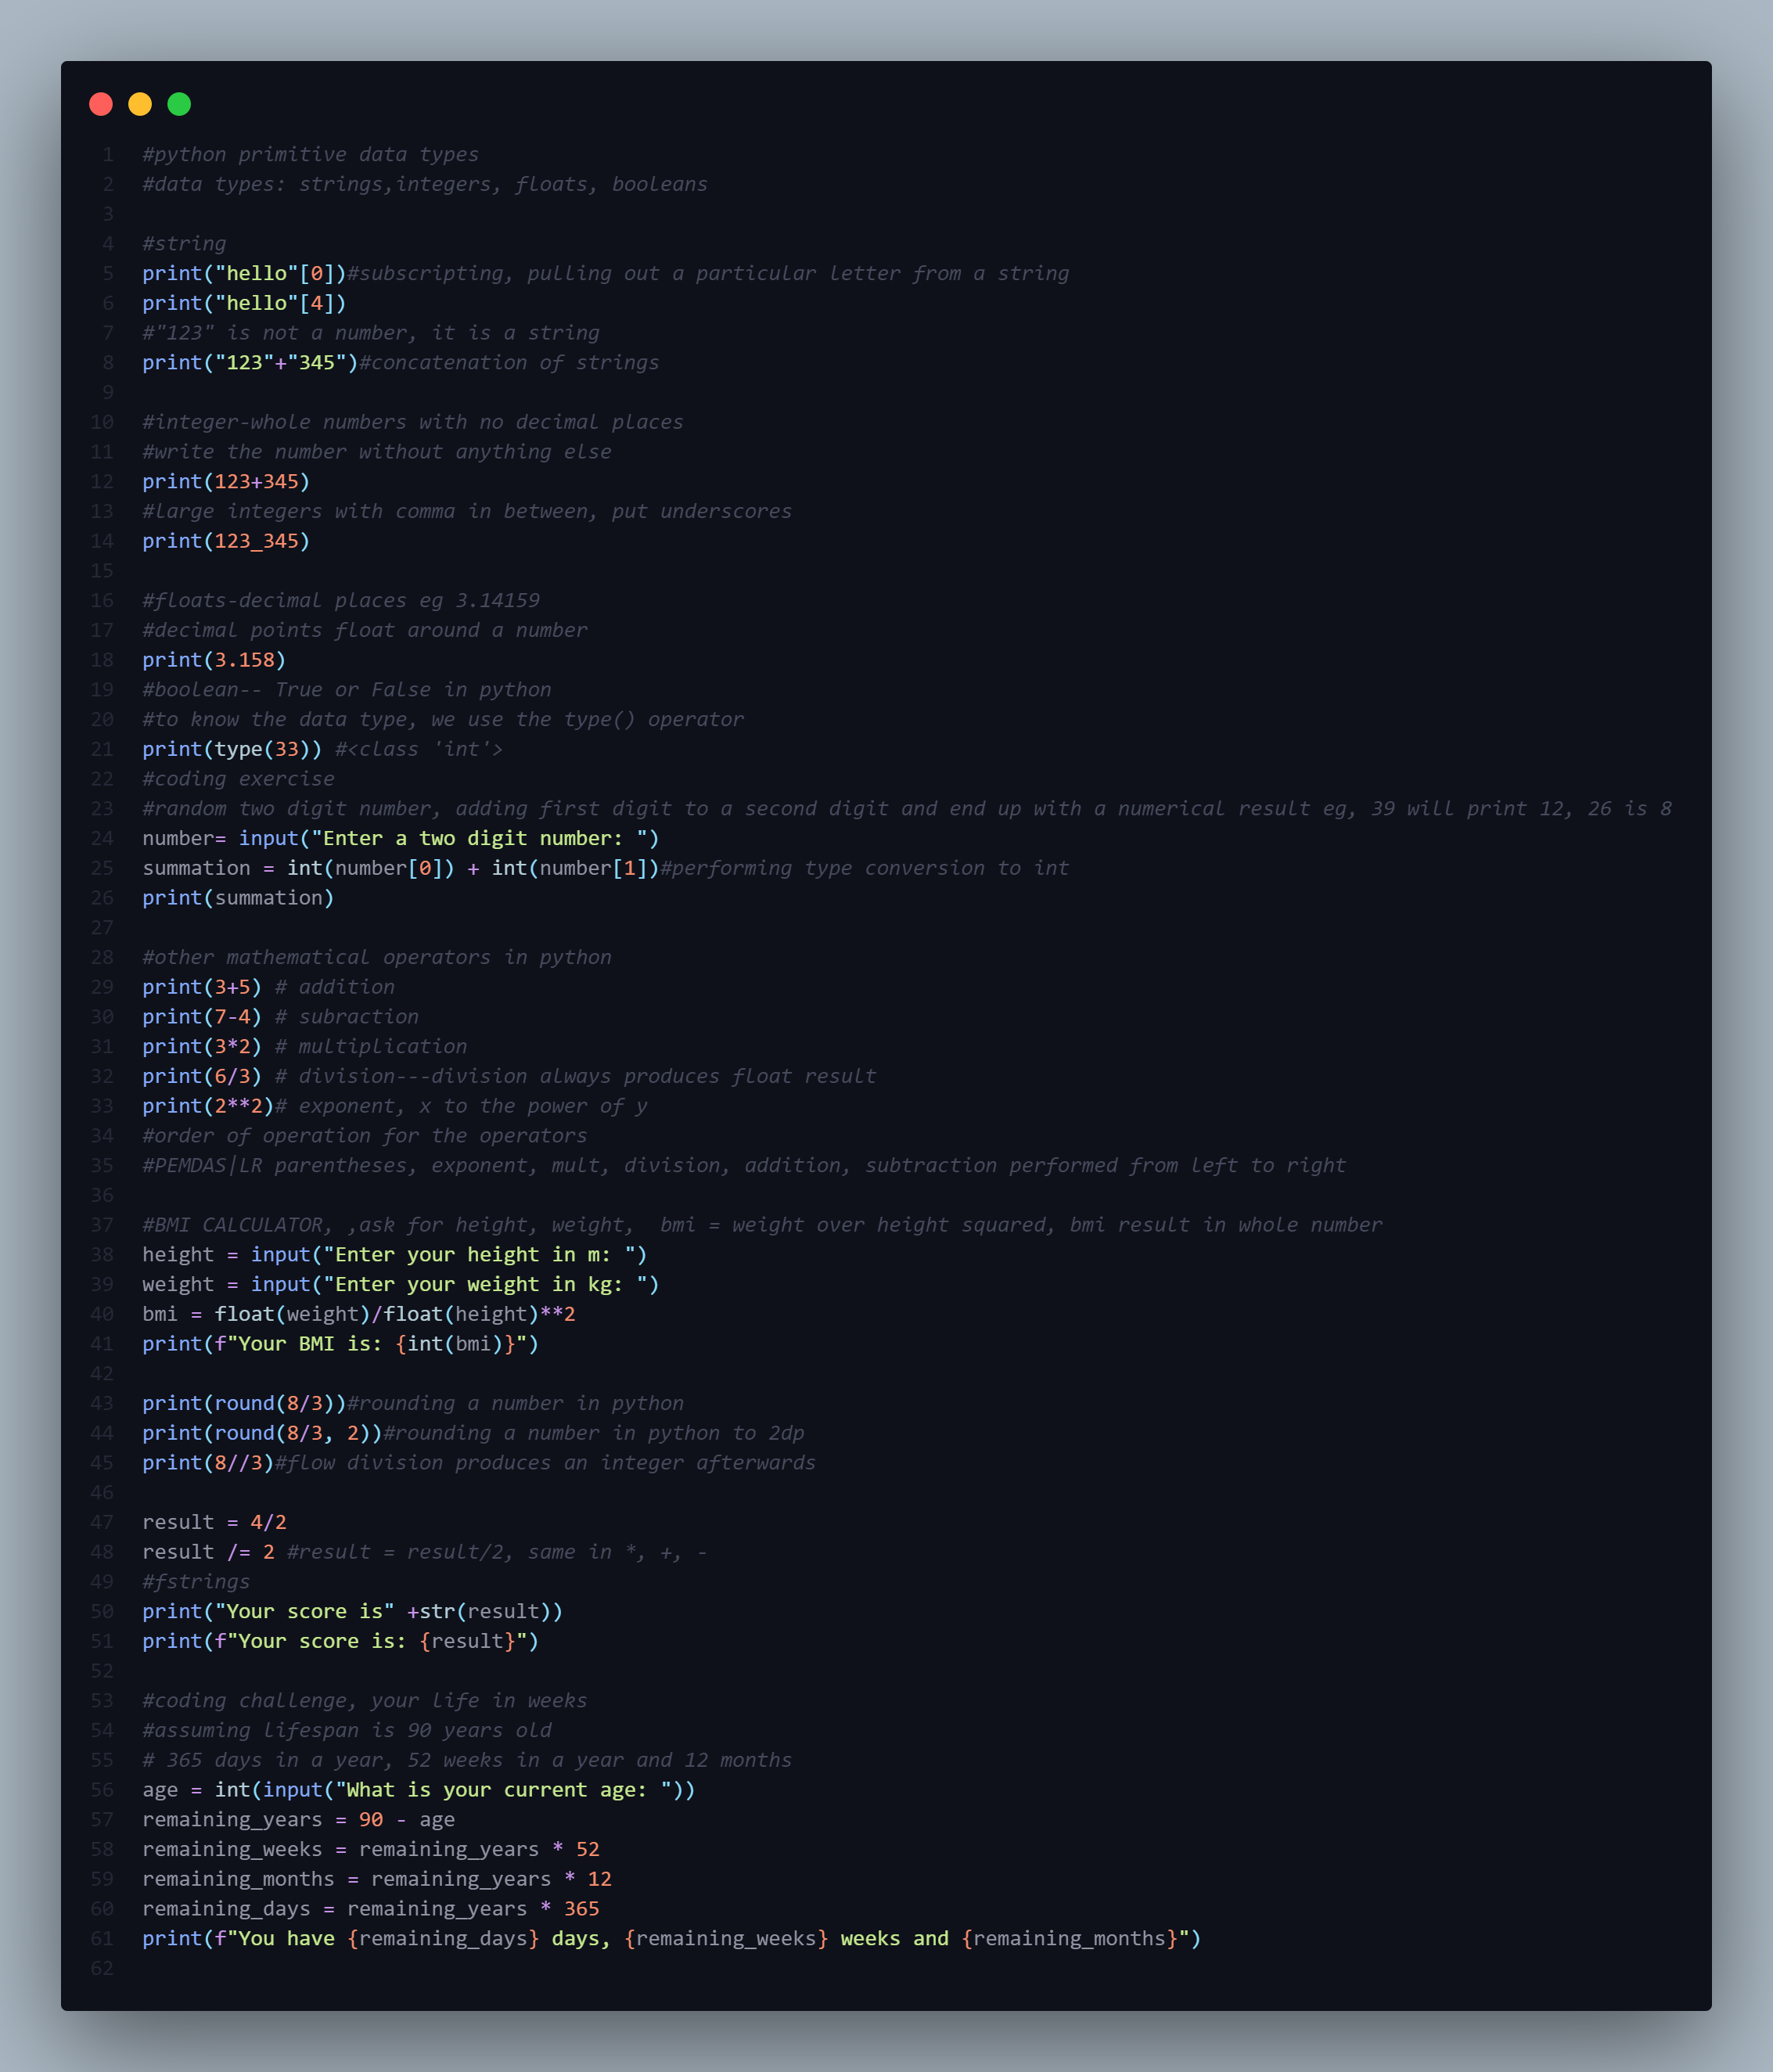 1 #python primitive data types
2 #data types: strings,integers, floats, booleans
3
4 #string
5 print("hello"[0])#subscripting, pulling out a particular letter from a string
6 print("hello"[4])
7 #"123" is not a number, it is a string
8 print("123"+"345")#concatenation of strings
9
10 #integer-whole numbers with no decimal places
11 #write the number without anything else
12 print(123+345)
13 #large integers with comma in between, put underscores
14 print(123_345)
15
16 #floats-decimal places eg 3.14159
17 #decimal points float around a number
18 print(3.158)
19 #boolean-- True or False in python
20 #to know the data type, we use the type() operator
21 print(type(33)) #<class 'int'>
22 #coding exercise
23 #random two digit number, adding first digit to a second digit and end up with a numerical result eg, 39 will print 12, 26 is 8
24 number= input("Enter a two digit number: ")
25 summation = int(number[0]) + int(number[1])#performing type conversion to int
26 print(summation)
27
28 #other mathematical operators in python
29 print(3+5) # addition
30 print(7-4) # subraction
31 print(3*2) # multiplication
32 print(6/3) # division---division always produces float result
33 print(2**2)# exponent, x to the power of y
34 #order of operation for the operators
35 #PEMDAS|LR parentheses, exponent, mult, division, addition, subtraction performed from left to right
36
37 #BMI CALCULATOR, ,ask for height, weight,  bmi = weight over height squared, bmi result in whole number
38 height = input("Enter your height in m: ")
39 weight = input("Enter your weight in kg: ")
40 bmi = float(weight)/float(height)**2
41 print(f"Your BMI is: {int(bmi)}")
42
43 print(round(8/3))#rounding a number in python
44 print(round(8/3, 2))#rounding a number in python to 2dp
45 print(8//3)#flow division produces an integer afterwards
46
47 result = 4/2
48 result /= 2 #result = result/2, same in *, +, -
49 #fstrings
50 print("Your score is" +str(result))
51 print(f"Your score is: {result}")
52
53 #coding challenge, your life in weeks
54 #assuming lifespan is 90 years old
55 # 365 days in a year, 52 weeks in a year and 12 months
56 age = int(input("What is your current age: "))
57 remaining_years = 90 - age
58 remaining_weeks = remaining_years * 52
59 remaining_months = remaining_years * 12
60 remaining_days = remaining_years * 365
61 print(f"You have {remaining_days} days, {remaining_weeks} weeks and {remaining_months}")
62